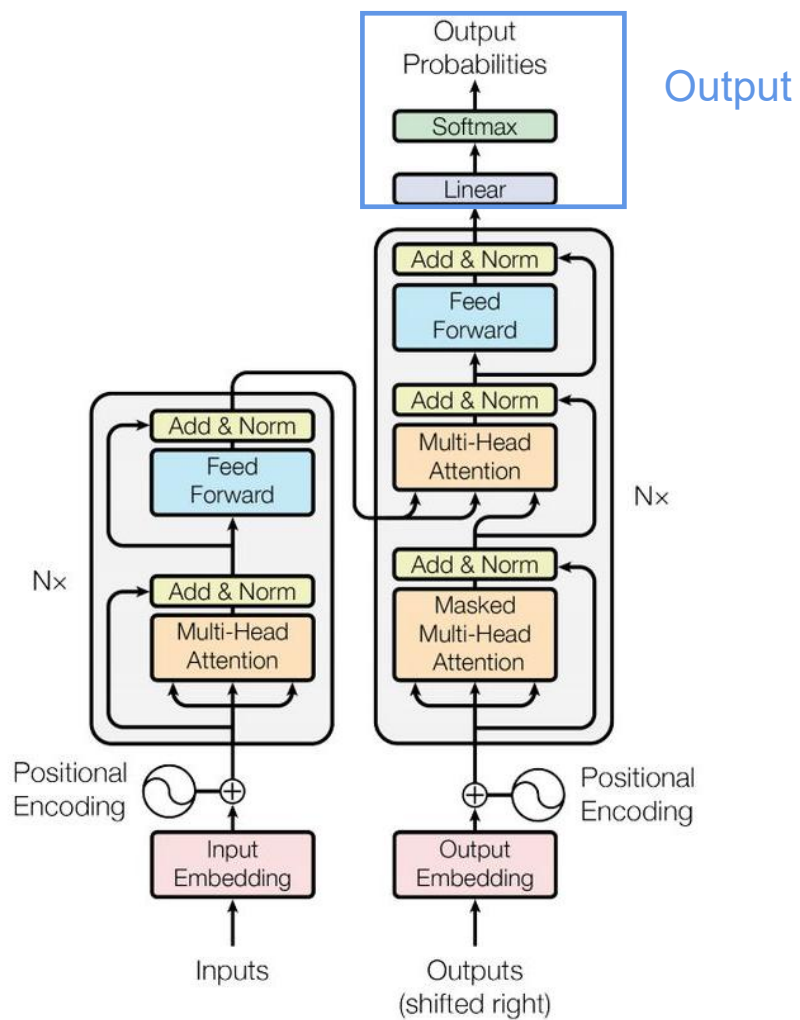 Output
Probabilities
Output
Softmax
Linear
Add & Norm
Feed
Forward
Add & Norm
Multi-Head
Attention
Nx
Add & Norm
Masked
Multi-Head
Attention
Add & Norm
Feed
Forward
Nx
Add & Norm
Multi-Head
Attention
Positional
Encoding
Positional
Encoding
Input
Embedding
Output
Embedding
Inputs
Outputs
(shifted right)